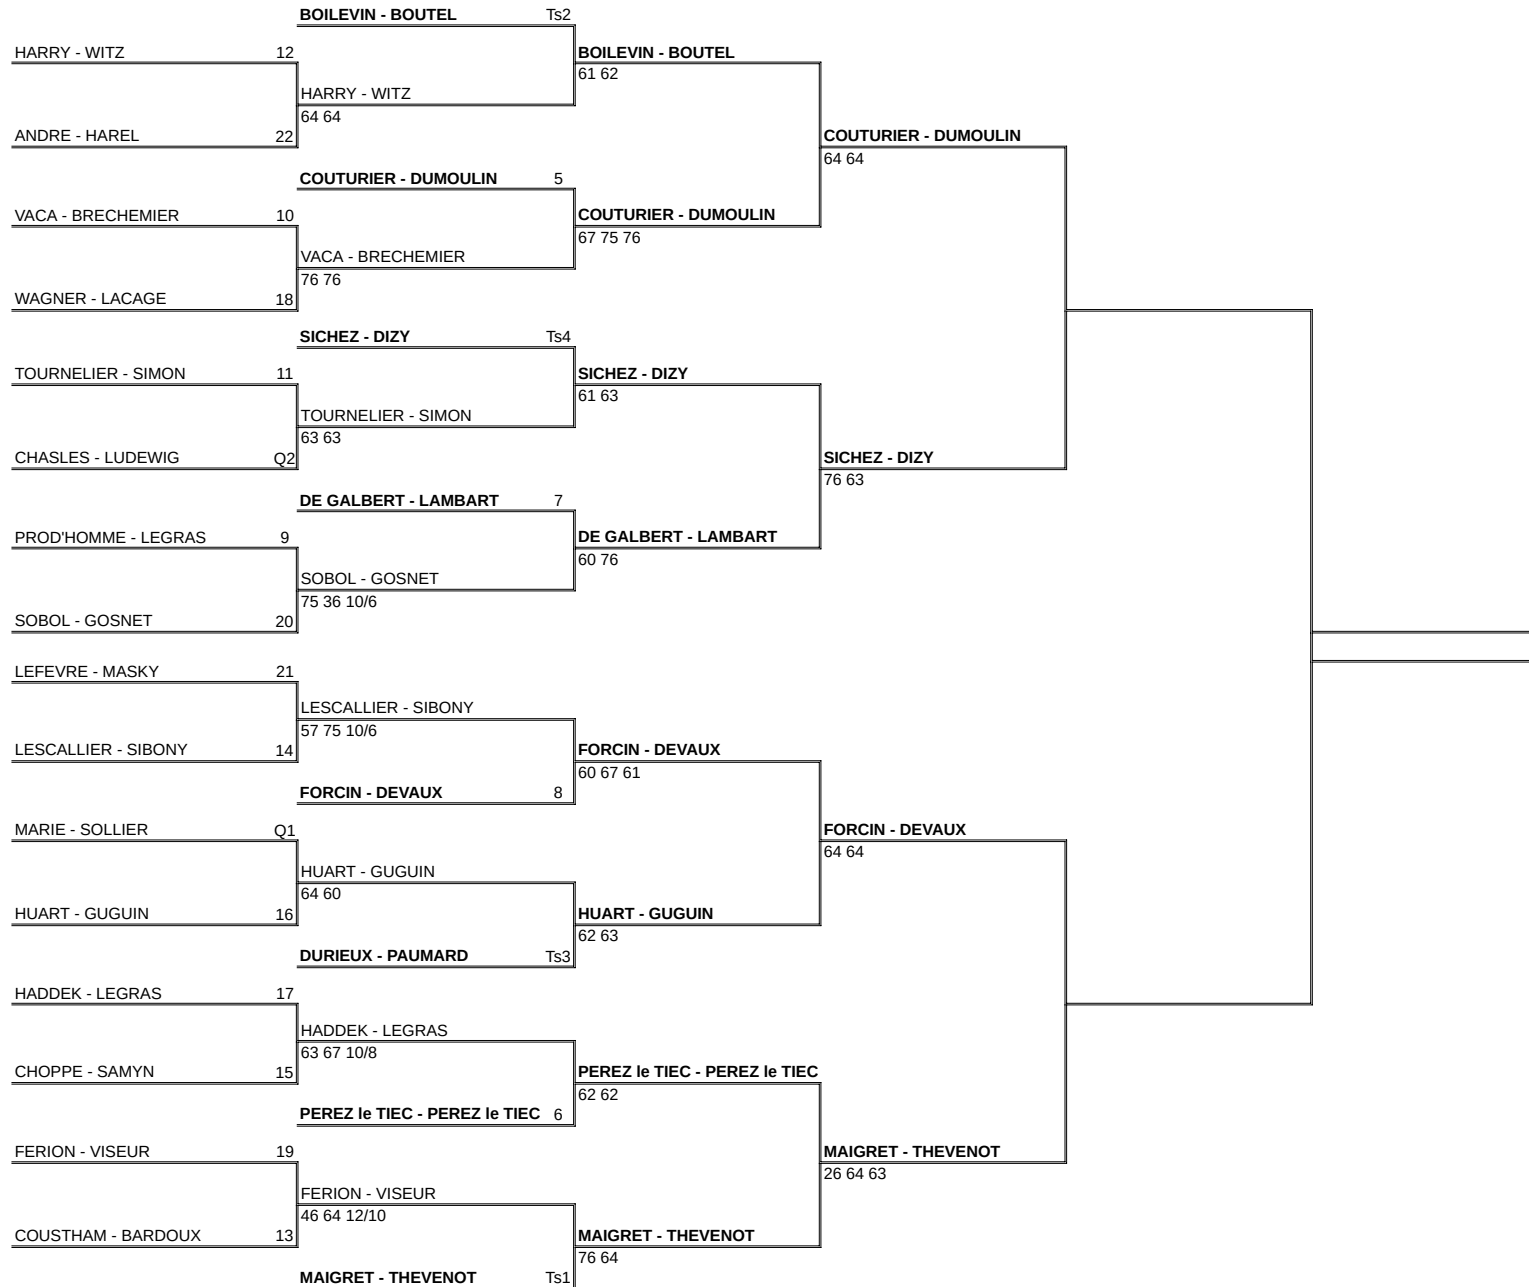 BOILEVIN - BOUTEL Ts2
HARRY - WITZ 12 BOILEVIN - BOUTEL
61 62
HARRY - WITZ
64 64
ANDRE - HAREL 22 COUTURIER - DUMOULIN
64 64
COUTURIER - DUMOULIN 5
VACA - BRECHEMIER 10 COUTURIER - DUMOULIN
67 75 76
VACA - BRECHEMIER
76 76
WAGNER - LACAGE 18
SICHEZ - DIZY Ts4
TOURNELIER - SIMON 11 SICHEZ - DIZY
61 63
TOURNELIER - SIMON
63 63
CHASLES - LUDEWIG Q2 SICHEZ - DIZY
76 63
DE GALBERT - LAMBART 7
PROD'HOMME - LEGRAS 9 DE GALBERT - LAMBART
60 76
SOBOL - GOSNET
75 36 10/6
SOBOL - GOSNET 20
LEFEVRE - MASKY 21
LESCALLIER - SIBONY
57 75 10/6
LESCALLIER - SIBONY 14 FORCIN - DEVAUX
60 67 61
FORCIN - DEVAUX 8
MARIE - SOLLIER Q1 FORCIN - DEVAUX
64 64
HUART - GUGUIN
64 60
HUART - GUGUIN 16 HUART - GUGUIN
62 63
DURIEUX - PAUMARD Ts3
HADDEK - LEGRAS 17
HADDEK - LEGRAS
63 67 10/8
CHOPPE - SAMYN 15 PEREZ le TIEC - PEREZ le TIEC
62 62
PEREZ le TIEC - PEREZ le TIEC 6
FERION - VISEUR 19 MAIGRET - THEVENOT
26 64 63
FERION - VISEUR
46 64 12/10
COUSTHAM - BARDOUX 13 MAIGRET - THEVENOT
76 64
MAIGRET - THEVENOT Ts1